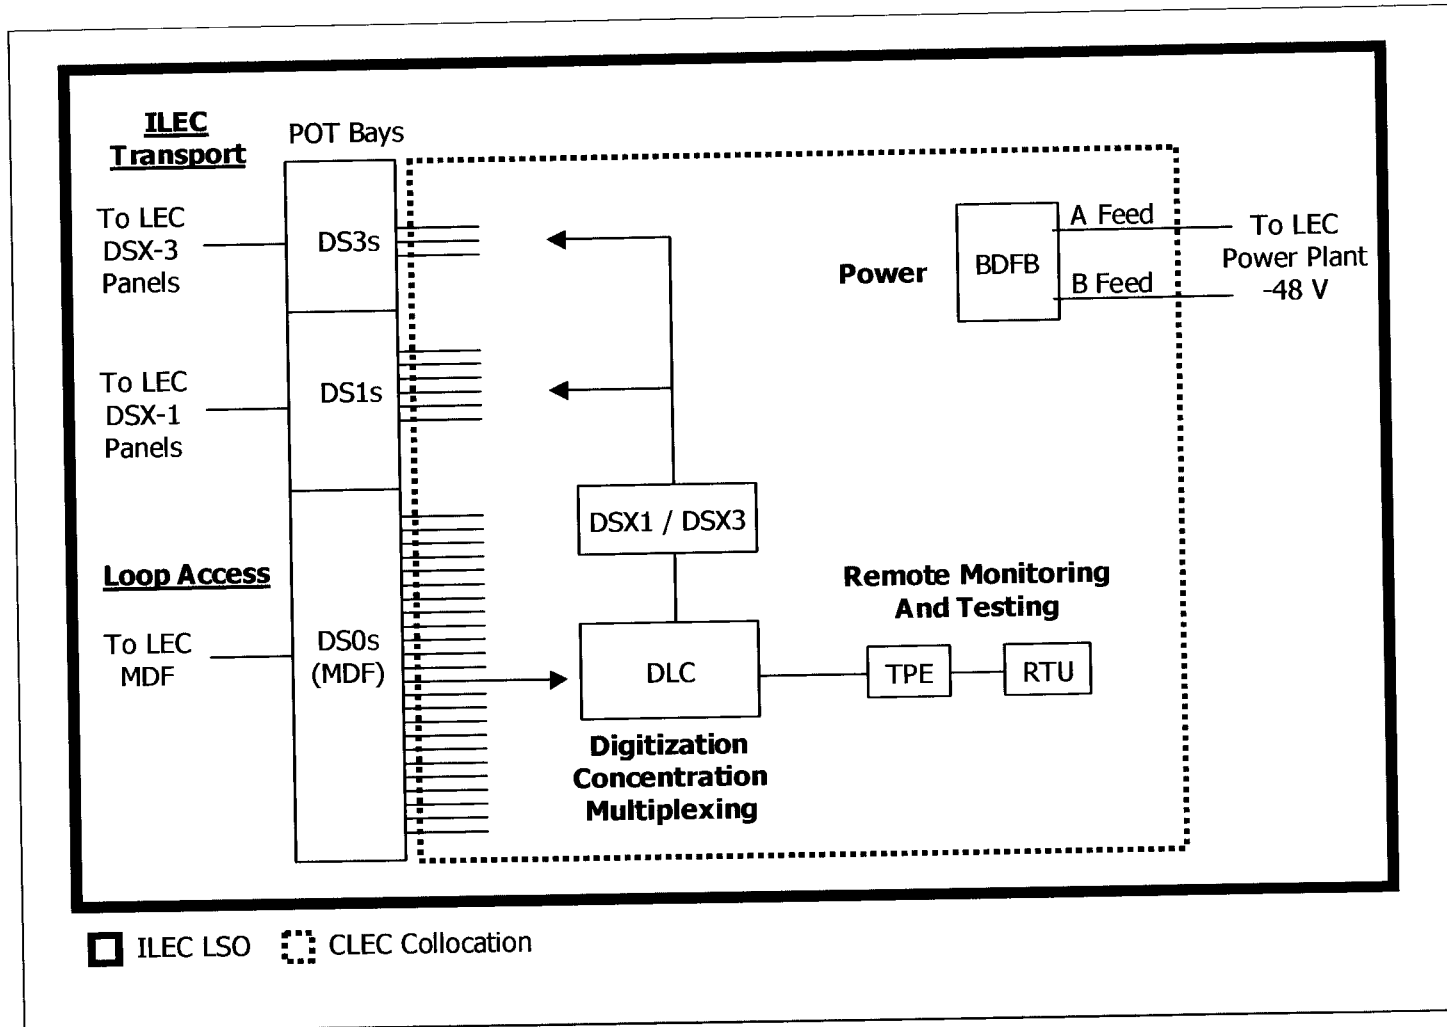 ILEC
Transport
POT Bays
To LEC
DSX-3
Panels
DS3s
Power
BDFB
A Feed
B Feed
To LEC
Power Plant
-48 V
To LEC
DSX-1
Panels
DS1s
DSX1 / DSX3
Loop Access
To LEC
MDF
DS0s
(MDF)
DLC
Digitization
Concentration
Multiplexing
Remote Monitoring
And Testing
TPE
RTU
ILEC LSO
CLEC Collocation